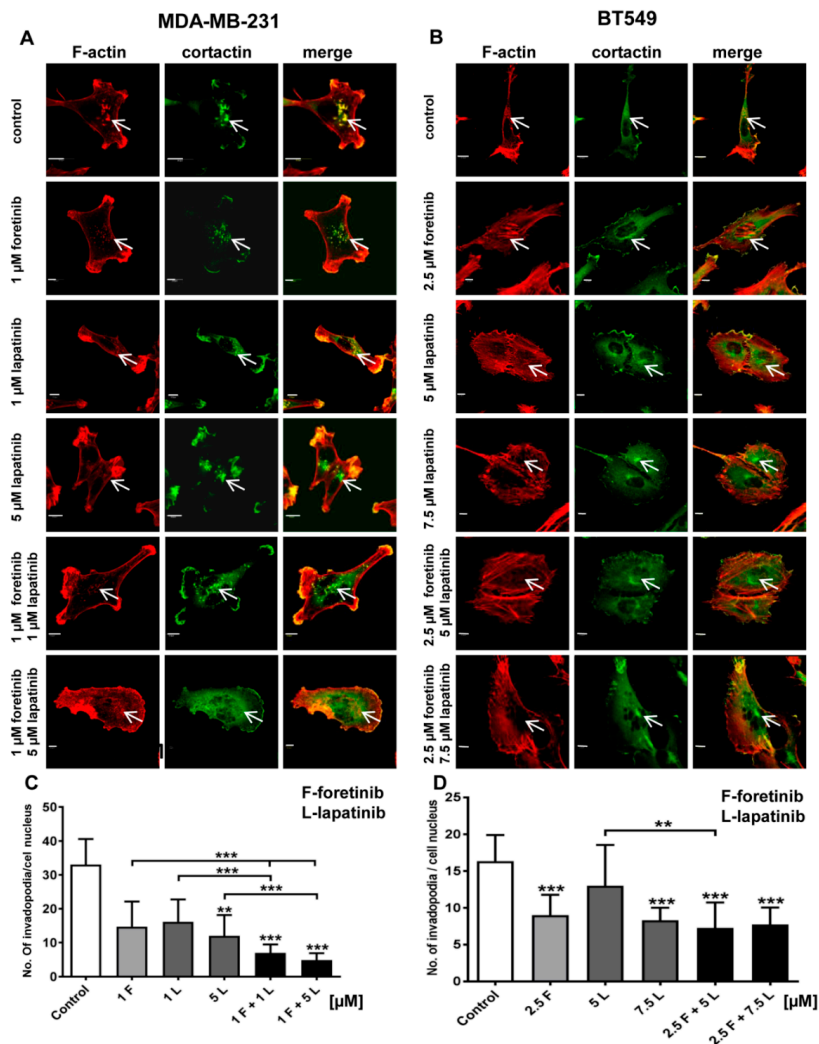 MDA-MB-231
A
F-actin cortactin merge
control
1 µM foretinib
1 µM lapatinib
5 µM lapatinib
1 µM foretinib
1 µM lapatinib
1 µM foretinib
5 µM lapatinib
BT549
B
F-actin cortactin merge
control
2.5 µM foretinib
5 µM lapatinib
7.5 µM lapatinib
2.5 µM foretinib
5 µM lapatinib
2.5 µM foretinib
7.5 µM lapatinib
C
F-foretinib
L-lapatinib
No. Of invadopodia/cell nucleus
50
40
30
20
10
0
***
***
***
**
***
***
Control
1 F
1 L
5 L
1 F + 1 L
1 F + 5 L
[µM]
D
F-foretinib
L-lapatinib
No. of invadopodia / cell nucleus
25
20
15
10
5
0
**
***
***
***
***
Control
2.5 F
5 L
7.5 L
2.5 F + 5 L
2.5 F + 7.5 L
[µM]